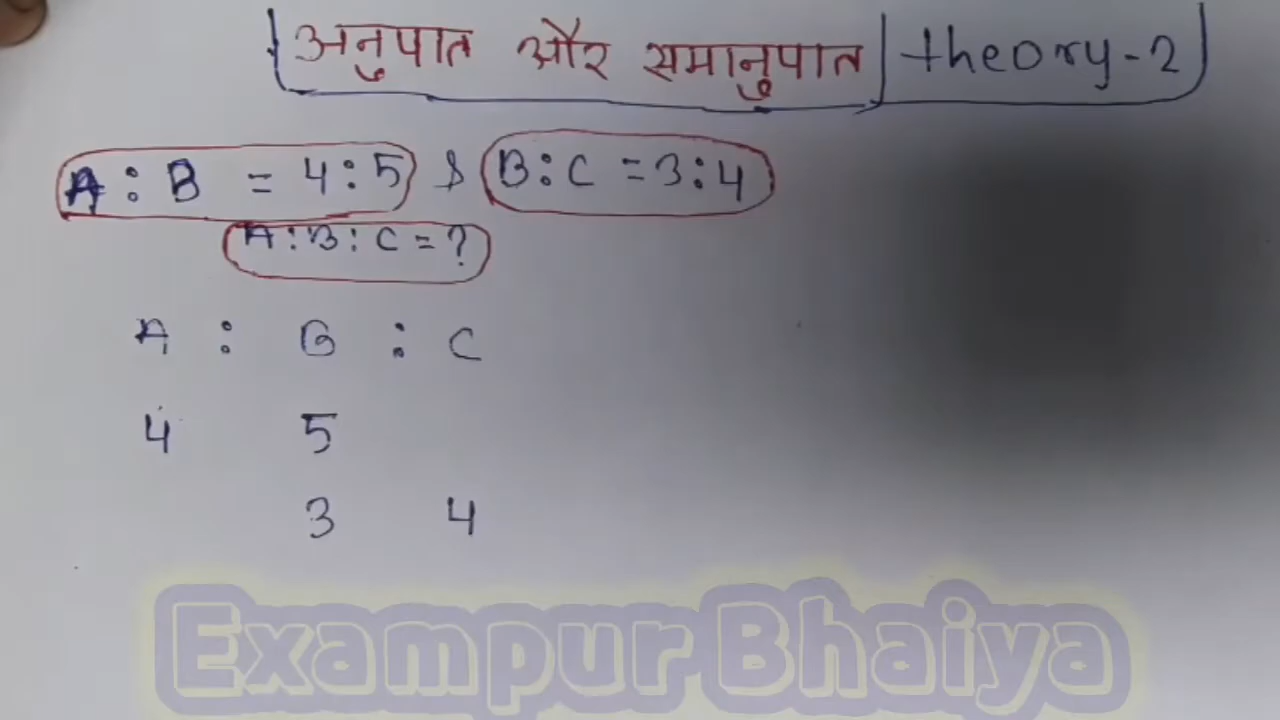 अनुपात और समानुपात | theory-2
A : B = 4:5 & B:C = 3:4
A:B:C = ?
A : B : C
4 5
3 4
Exampur Bhaiya